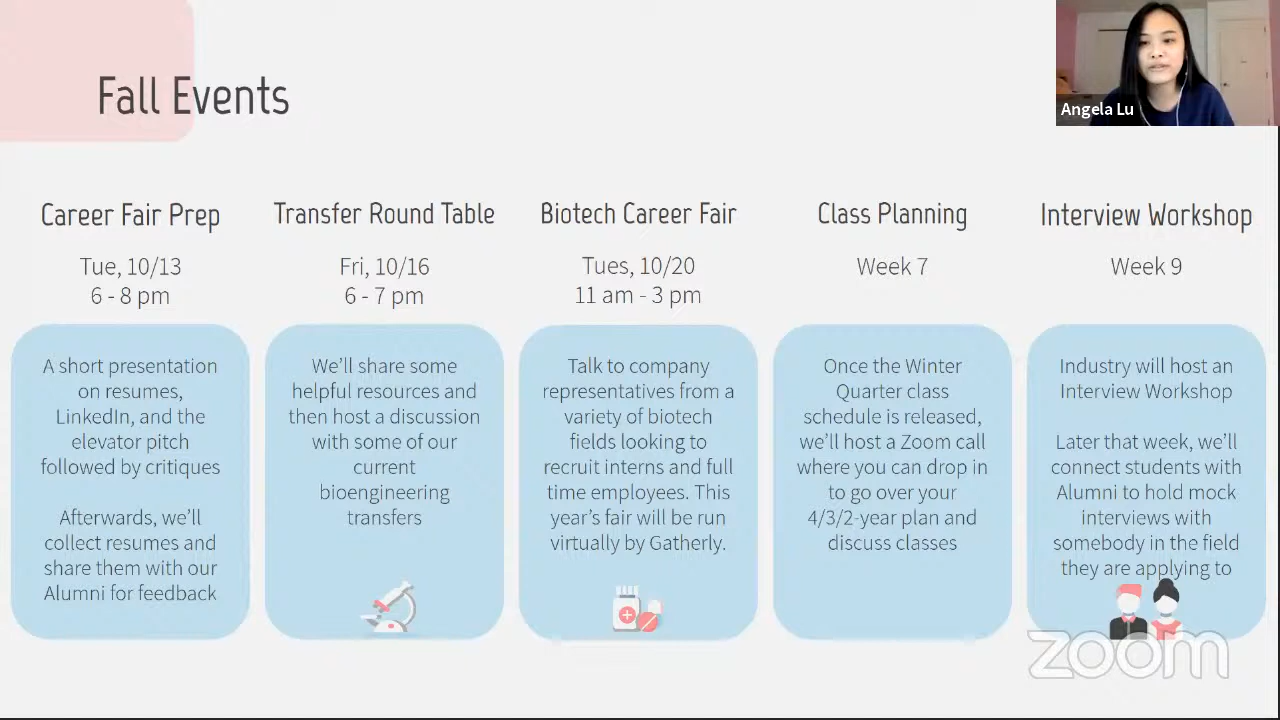 Fall Events
Angela Lu
Career Fair Prep
Tue, 10/13
6 - 8 pm
A short presentation
on resumes,
LinkedIn, and the
elevator pitch
followed by critiques
Afterwards, we'll
collect resumes and
share them with our
Alumni for feedback
Transfer Round Table
Fri, 10/16
6 - 7 pm
We'll share some
helpful resources and
then host a discussion
with some of our
current
bioengineering
transfers
Biotech Career Fair
Tues, 10/20
11 am - 3 pm
Talk to company
representatives from a
variety of biotech
fields looking to
recruit interns and full
time employees. This
year's fair will be run
virtually by Gatherly.
Class Planning
Week 7
Once the Winter
Quarter class
schedule is released,
we'll host a Zoom call
where you can drop in
to go over your
4/3/2-year plan and
discuss classes
Interview Workshop
Week 9
Industry will host an
Interview Workshop
Later that week, we'll
connect students with
Alumni to hold mock
interviews with
somebody in the field
they are applying to
zoom